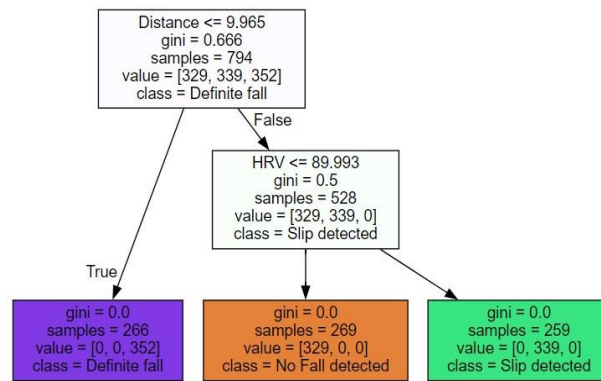 Distance <= 9.965
gini = 0.666
samples = 794
value = [329, 339, 352]
class = Definite fall
False
HRV <= 89.993
gini = 0.5
samples = 528
value = [329, 339, 0]
class = Slip detected
True
gini = 0.0
samples = 266
value = [0, 0, 352]
class = Definite fall
gini = 0.0
samples = 269
value = [329, 0, 0]
class = No Fall detected
gini = 0.0
samples = 259
value = [0, 339, 0]
class = Slip detected